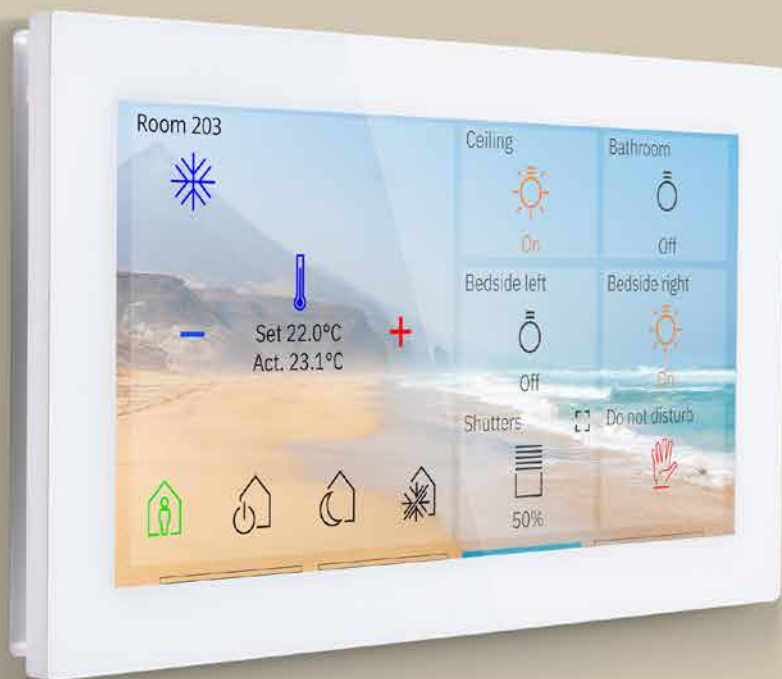 Room 203
Set 22.0°C
Act. 23.1°C
Ceiling
On
Bathroom
Off
Bedside left
Off
Bedside right
On
Shutters
50%
Do not disturb